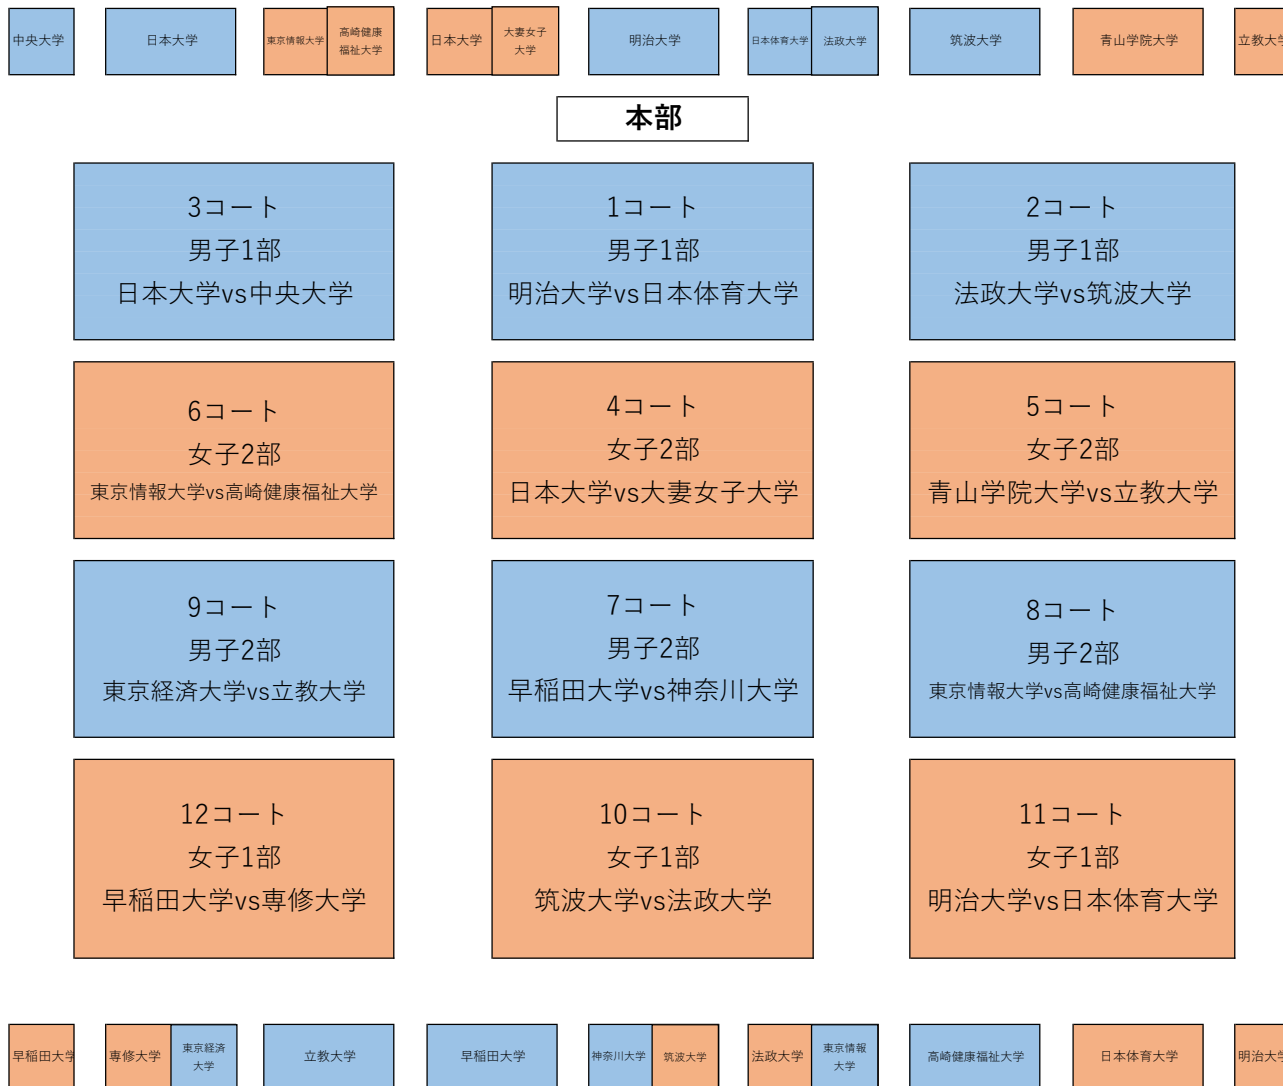 中央大学
日本大学
東京情報大学
高崎健康
福祉大学
日本大学
大妻女子
大学
明治大学
日本体育大学
法政大学
筑波大学
青山学院大学
立教大学
本部
3コート
男子1部
日本大学vs中央大学
1コート
男子1部
明治大学vs日本体育大学
2コート
男子1部
法政大学vs筑波大学
6コート
女子2部
東京情報大学vs高崎健康福祉大学
4コート
女子2部
日本大学vs大妻女子大学
5コート
女子2部
青山学院大学vs立教大学
9コート
男子2部
東京経済大学vs立教大学
7コート
男子2部
早稲田大学vs神奈川大学
8コート
男子2部
東京情報大学vs高崎健康福祉大学
12コート
女子1部
早稲田大学vs専修大学
10コート
女子1部
筑波大学vs法政大学
11コート
女子1部
明治大学vs日本体育大学
早稲田大学
専修大学
東京経済
大学
立教大学
早稲田大学
神奈川大学
筑波大学
法政大学
東京情報
大学
高崎健康福祉大学
日本体育大学
明治大学